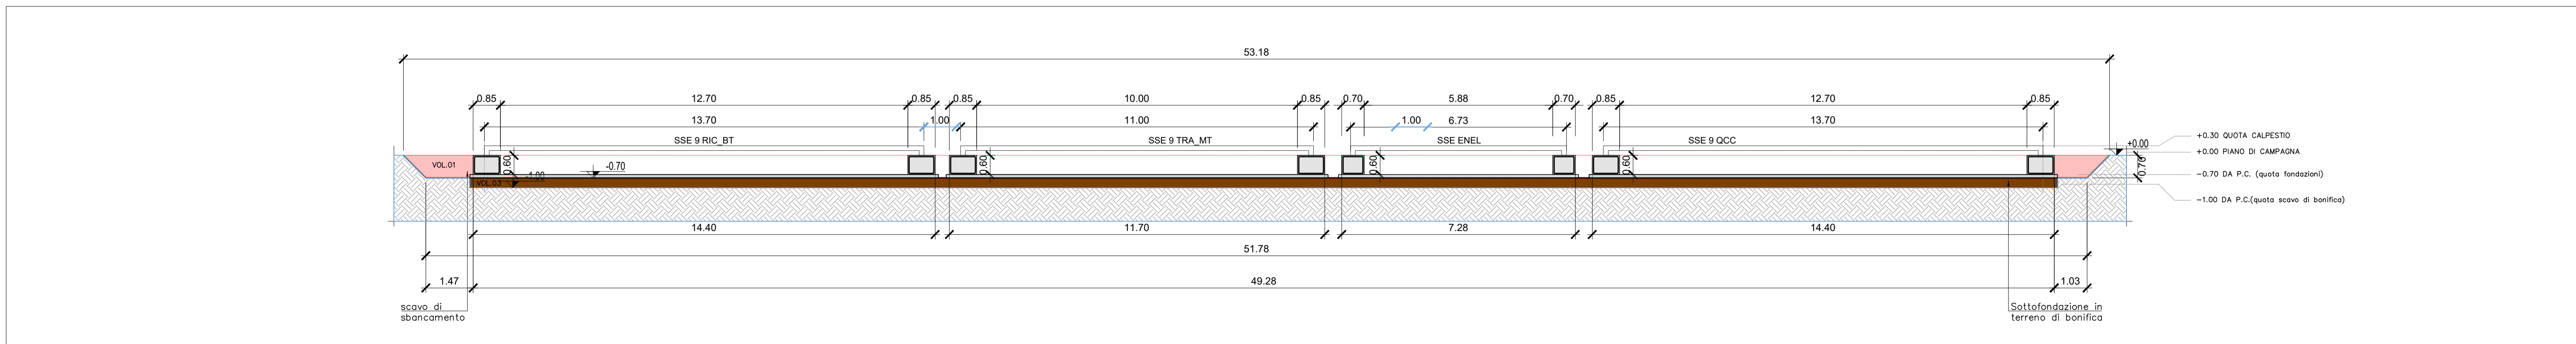 53.18
0.85
12.70
0.85
0.85
10.00
0.85
0.70
5.88
0.70
0.85
12.70
0.85
13.70
1.00
11.00
1.00
6.73
13.70
SSE 9 RIC_BT
SSE 9 TRA_MT
SSE ENEL
SSE 9 QCC
+0.30 QUOTA CALPESTIO
+0.00
+0.00 PIANO DI CAMPAGNA
VOL.01
0.60
-0.70
0.60
0.60
0.60
0.70
-0.70 DA P.C. (quota fondazioni)
VOL.03
-1.00
-1.00 DA P.C.(quota scavo di bonifica)
14.40
11.70
7.28
14.40
51.78
1.47
49.28
1.03
scavo di
sbancamento
Sottofondazione in
terreno di bonifica